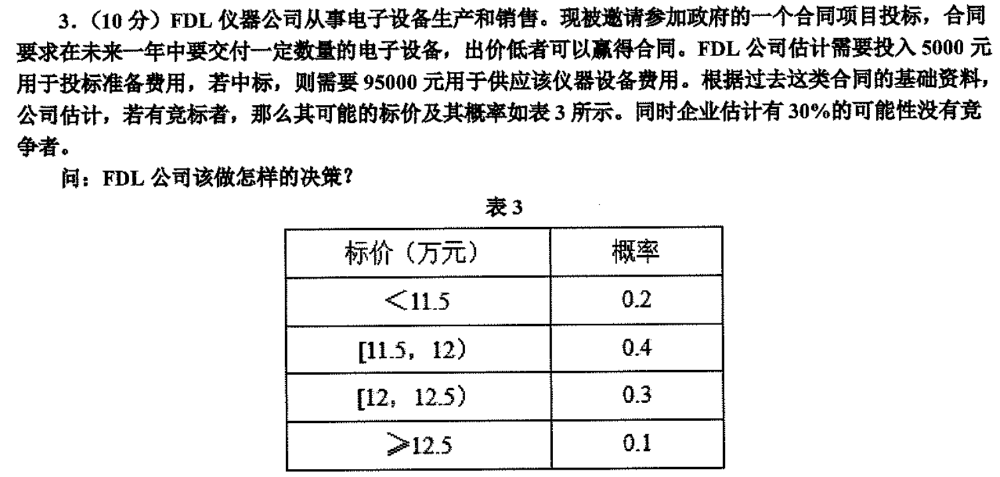 3.（10 分）FDL 仪器公司从事电子设备生产和销售。现被邀请参加政府的一个合同项目投标，合同
要求在未来一年中要交付一定数量的电子设备，出价低者可以赢得合同。FDL 公司估计需要投入 5000 元
用于投标准备费用，若中标，则需要 95000 元用于供应该仪器设备费用。根据过去这类合同的基础资料，
公司估计，若有竞标者，那么其可能的标价及其概率如表 3 所示。同时企业估计有 30%的可能性没有竞
争者。
问：FDL 公司该做怎样的决策？
表 3
标价（万元） 概率
＜11.5 0.2
[11.5，12） 0.4
[12，12.5） 0.3
≥12.5 0.1